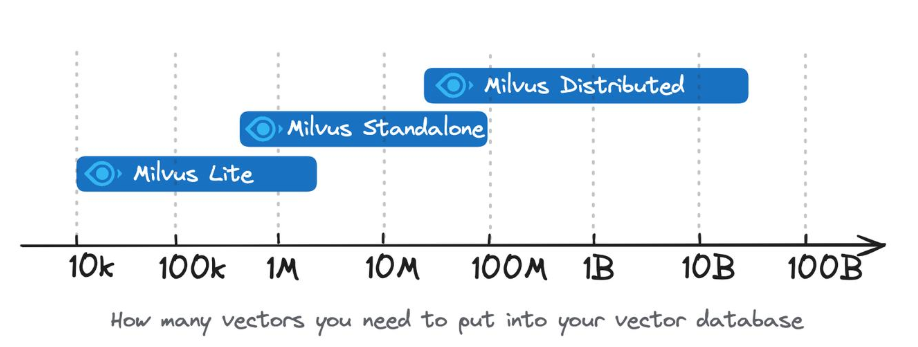 Milvus Distributed
Milvus Standalone
Milvus Lite
10k 100k 1M 10M 100M 1B 10B 100B
How many vectors you need to put into your vector database